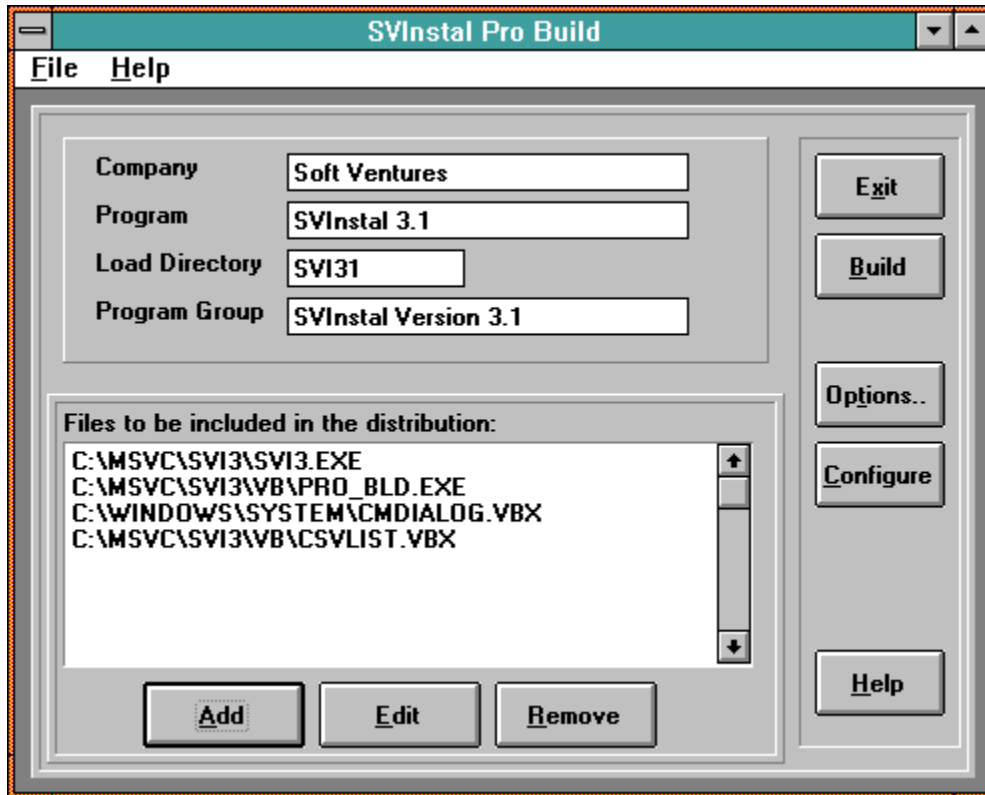 SVInstal Pro Build
File Help
Company Soft Ventures
Program SVInstal 3.1
Load Directory SVI31
Program Group SVInstal Version 3.1
Exit
Build
Options..
Configure
Help
Files to be included in the distribution:
C:\MSVC\SVI3\SVI3.EXE
C:\MSVC\SVI3\VB\PRO_BLD.EXE
C:\WINDOWS\SYSTEM\CMDIALOG.VBX
C:\MSVC\SVI3\VB\CSVLIST.VBX
Add Edit Remove